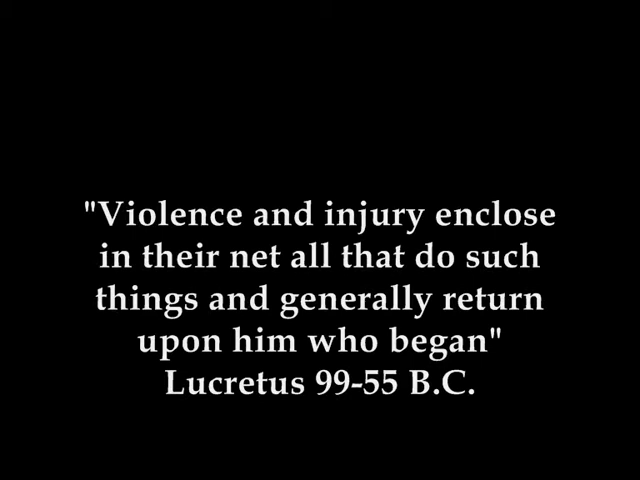 "Violence and injury enclose
in their net all that do such
things and generally return
upon him who began"
Lucretus 99-55 B.C.